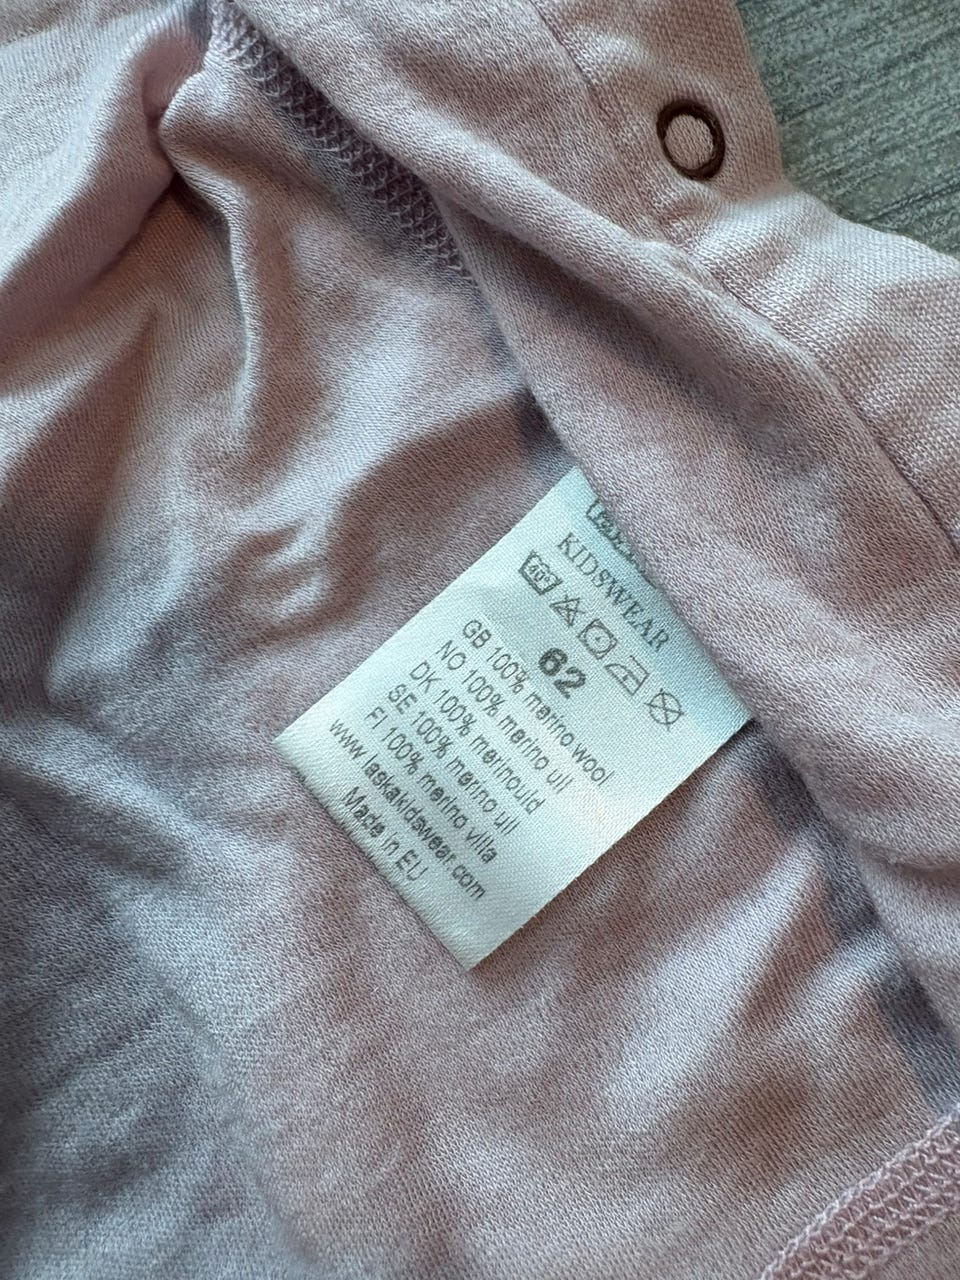 KIDSWEAR
40°
62
GB 100% merino wool
NO 100% merino ull
DK 100% merinould
SE 100% merino ull
FI 100% merino villa
www.laskakidswear.com
Made in EU